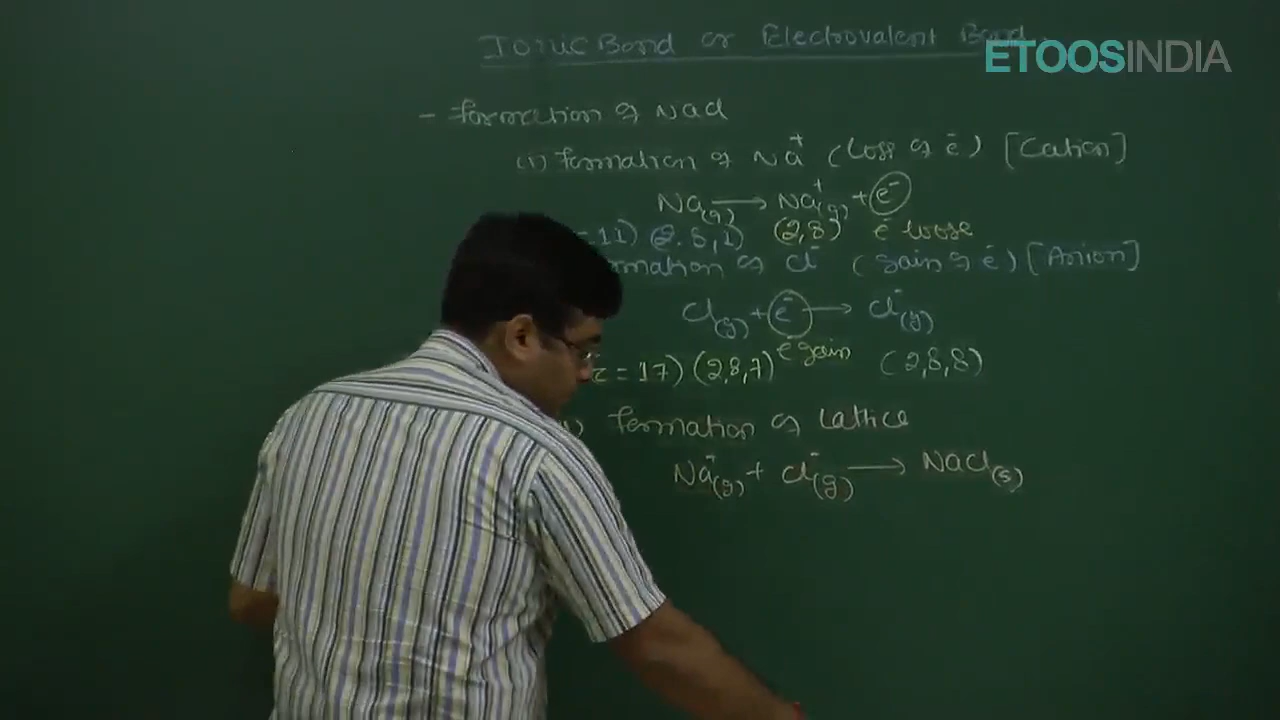 Ionic Bond or Electrovalent Bond.
ETOOSINDIA
- Formation of NaCl
(i) Formation of Na⁺ (Loss of ē) [Cation]
Na(g) ⟶ Na⁺(g) + e⁻
=11) (2.8,1) (2,8) ē loose
rmation of Cl⁻ (gain of ē) [Anion]
Cl(g) + e⁻ ⟶ Cl⁻(g)
z=17) (2,8,7) ē gain (2,8,8)
) Formation of Lattice
Na⁺(g) + Cl⁻(g) ⟶ NaCl(s)